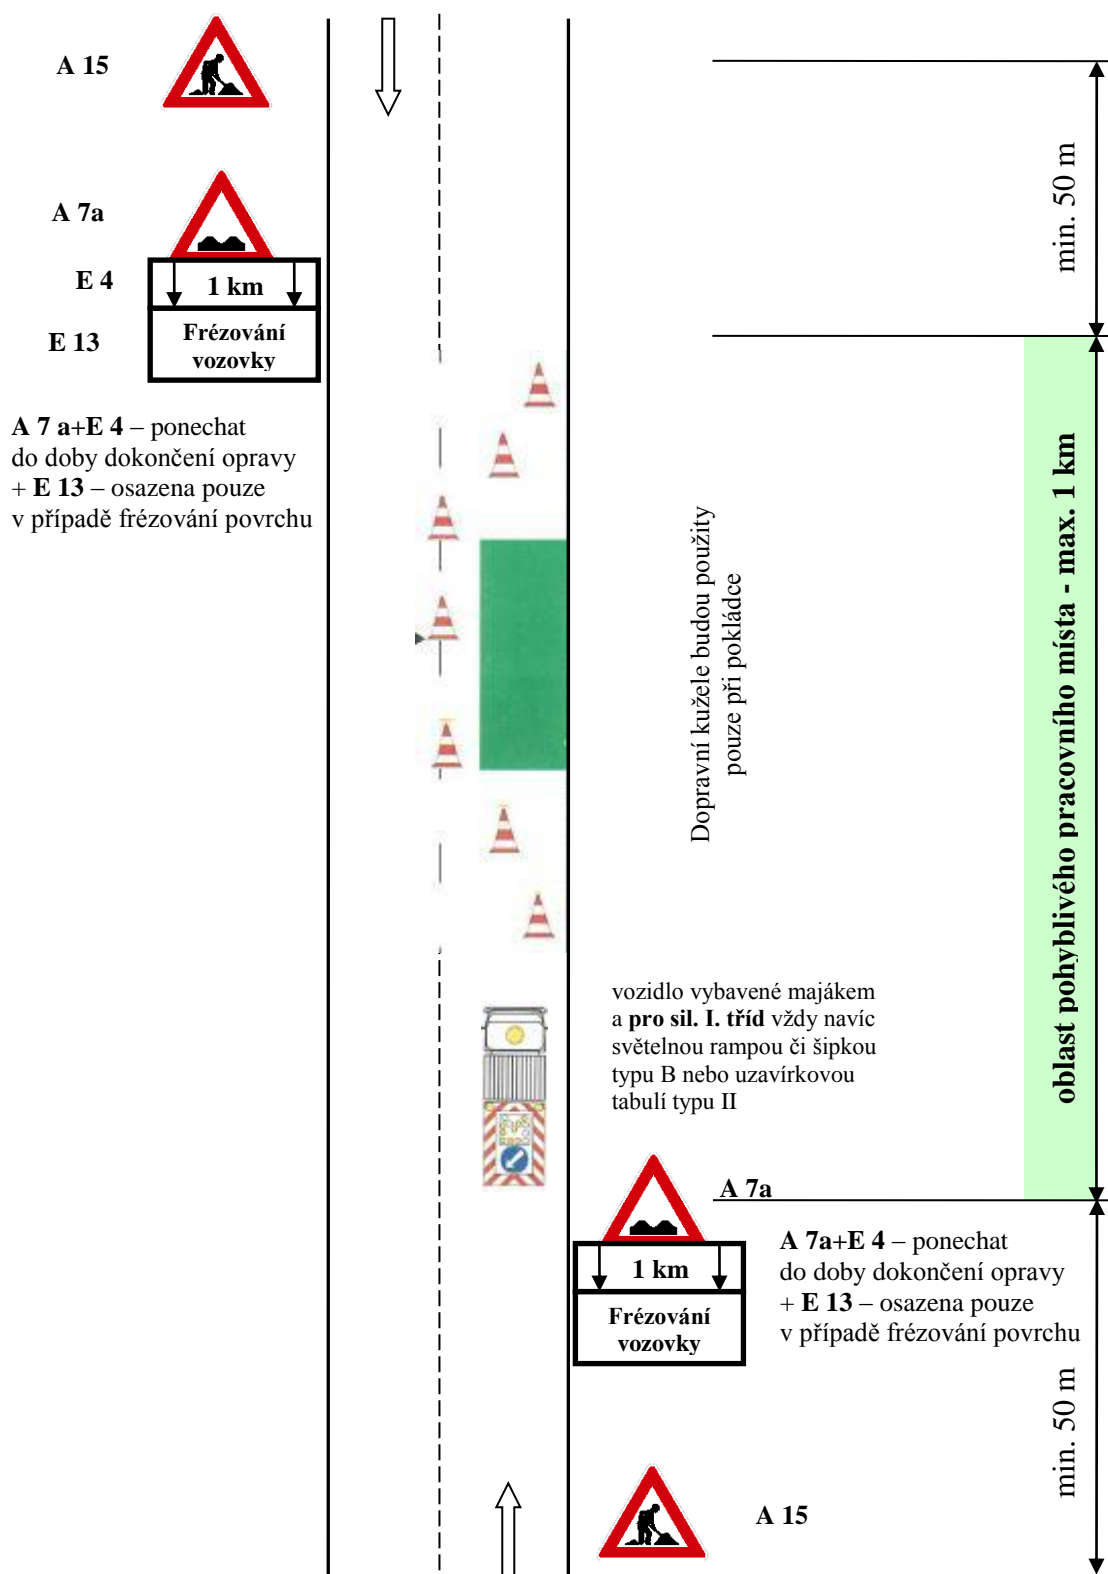 A 15
min. 50 m
A 7a
E 4
1 km
E 13
Frézování
vozovky
A 7 a+E 4 – ponechat
do doby dokončení opravy
+ E 13 – osazena pouze
v případě frézování povrchu
Dopravní kužele budou použity
pouze při pokládce
oblast pohyblivého pracovního místa - max. 1 km
vozidlo vybavené majákem
a pro sil. I. tříd vždy navíc
světelnou rampou či šipkou
typu B nebo uzavírkovou
tabulí typu II
A 7a
1 km
Frézování
vozovky
A 7a+E 4 – ponechat
do doby dokončení opravy
+ E 13 – osazena pouze
v případě frézování povrchu
min. 50 m
A 15